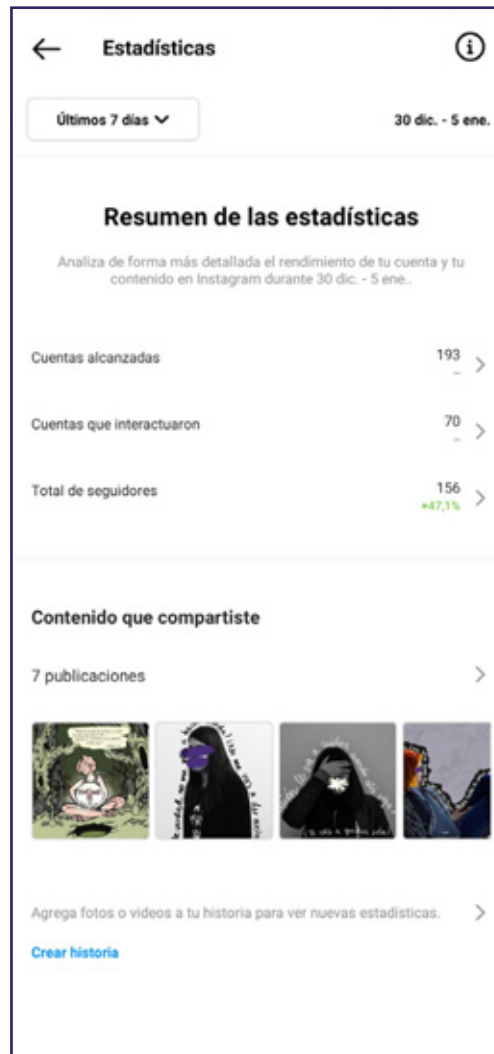 Estadísticas
Últimos 7 días
30 dic. - 5 ene.
Resumen de las estadísticas
Analiza de forma más detallada el rendimiento de tu cuenta y tu
contenido en Instagram durante 30 dic. - 5 ene..
Cuentas alcanzadas
193
–
Cuentas que interactuaron
70
–
Total de seguidores
156
+47,1%
Contenido que compartiste
7 publicaciones
Agrega fotos o videos a tu historia para ver nuevas estadísticas.
Crear historia